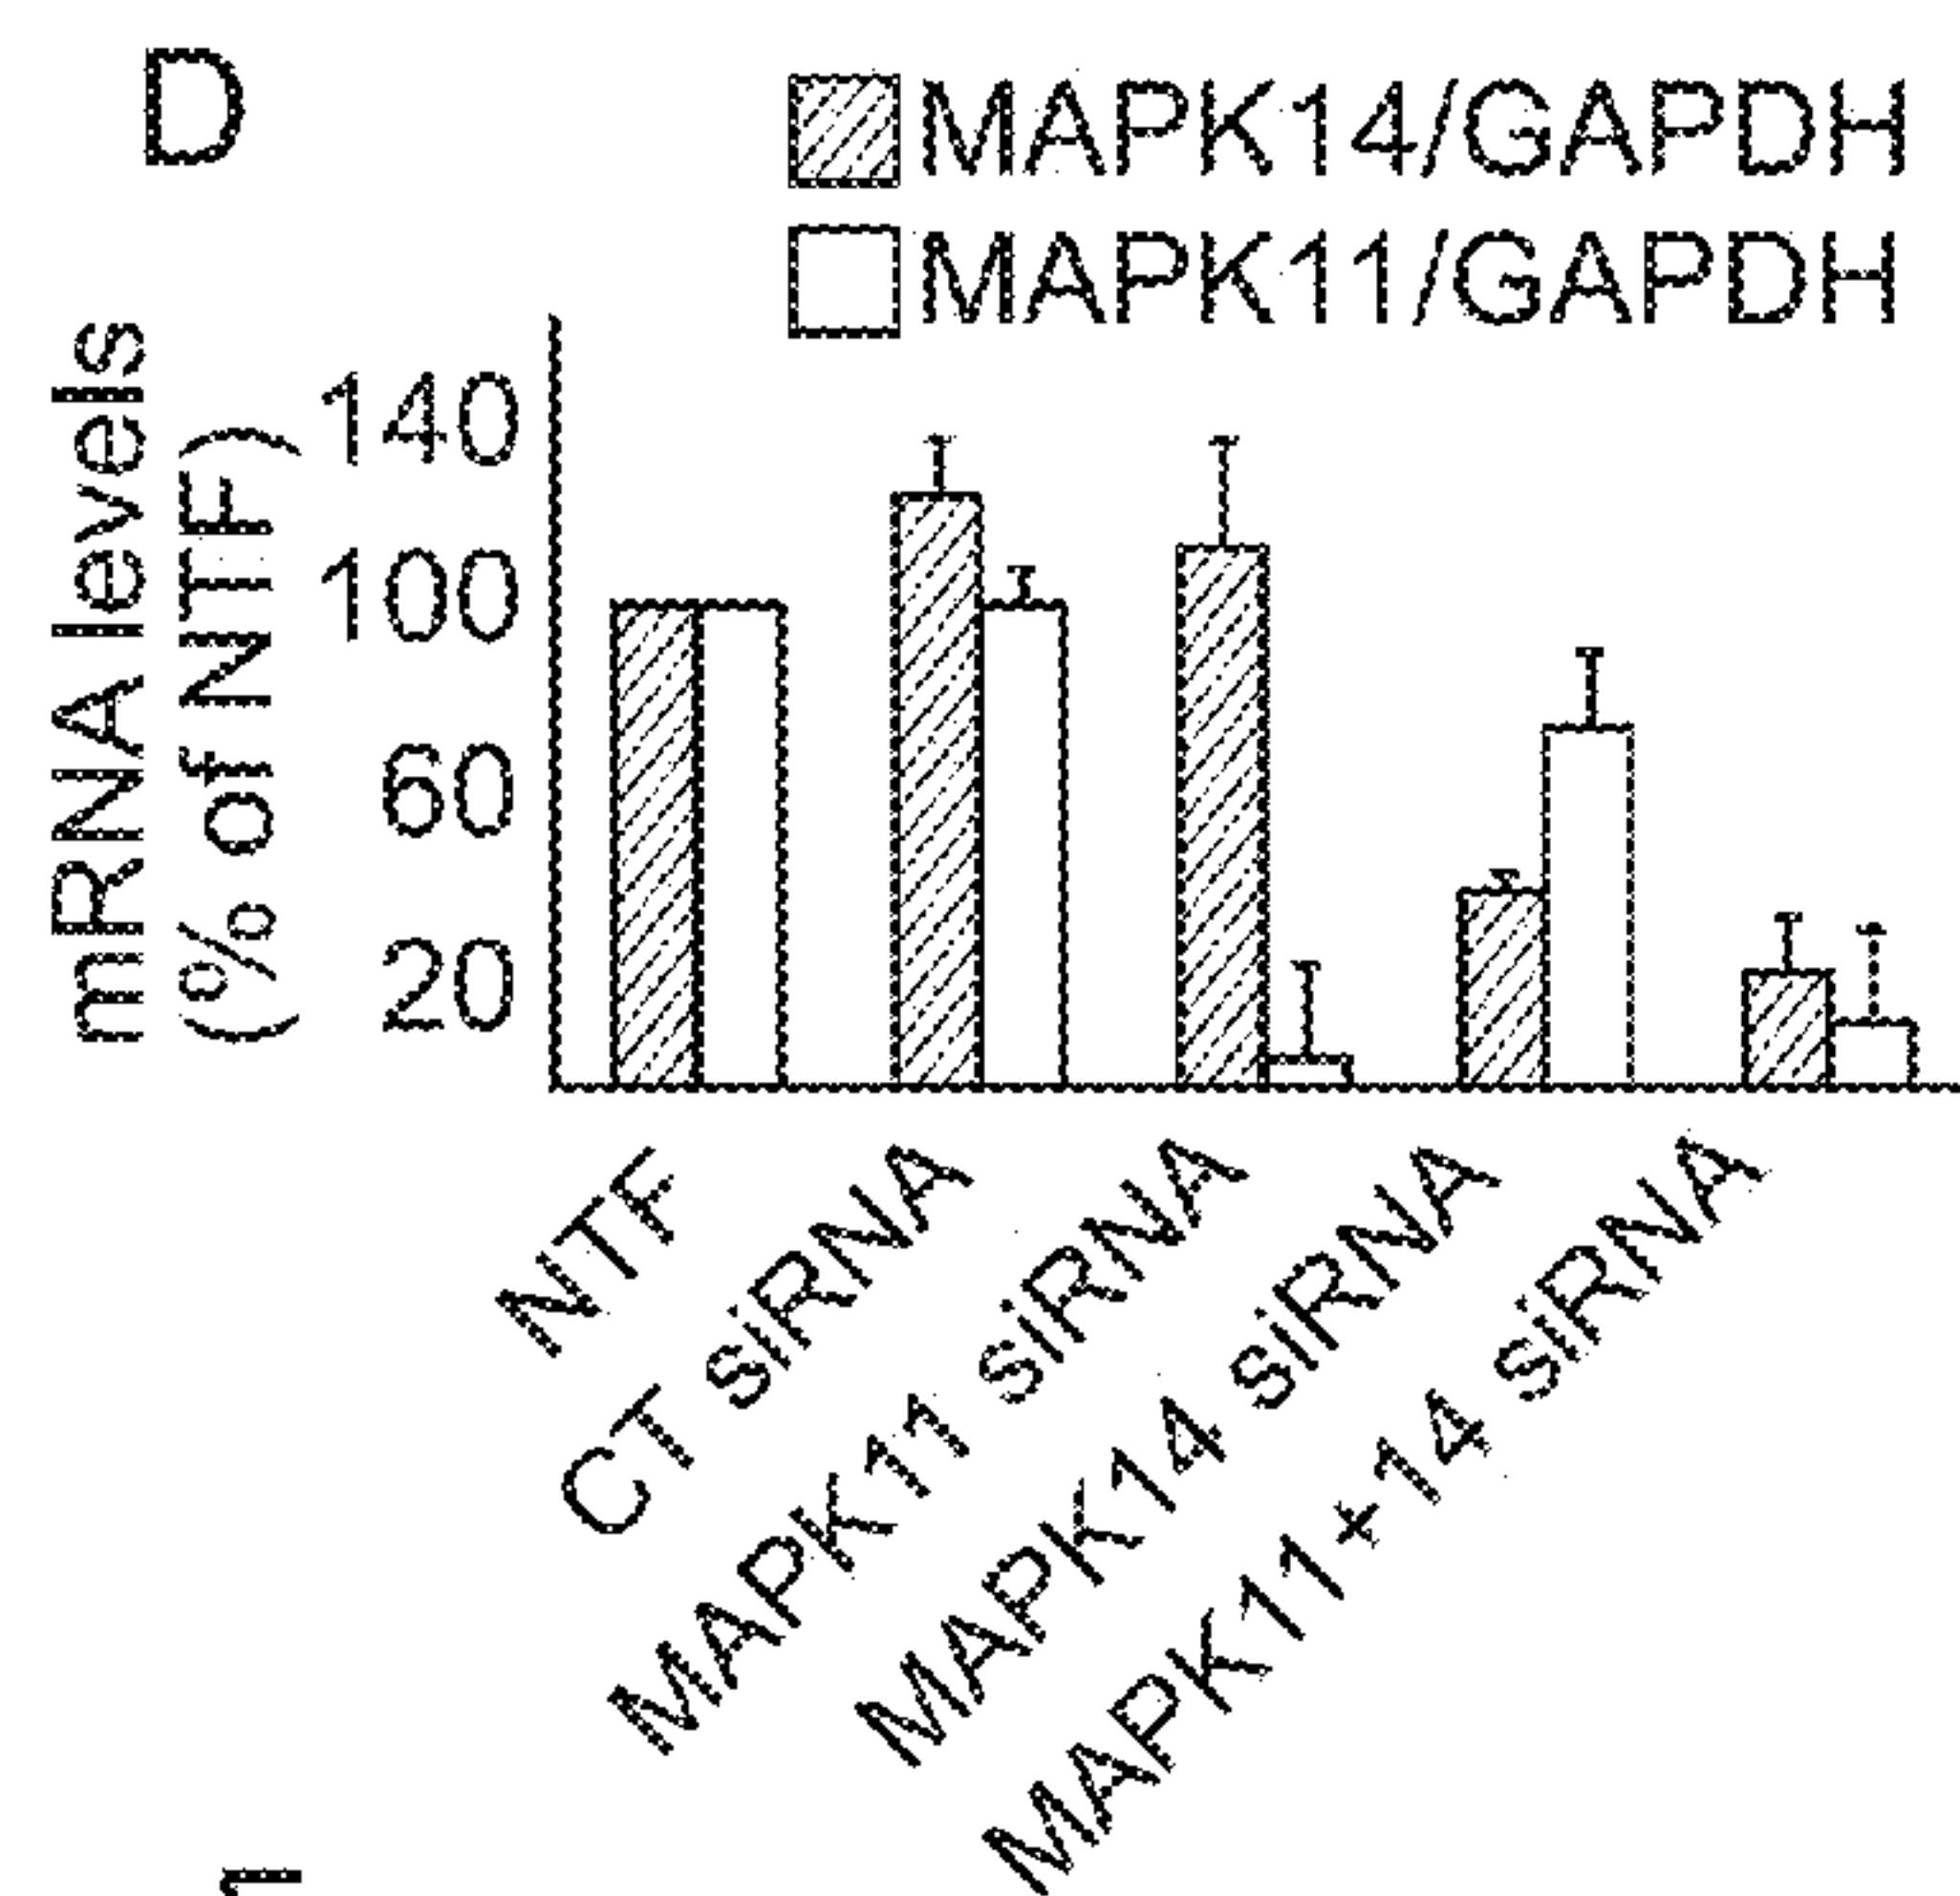 D
MAPK14/GAPDH
MAPK11/GAPDH
mRNA levels
(% of NTF)
140
100
60
20
NTF
CT siRNA
MAPK11 siRNA
MAPK14 siRNA
MAPK11+14 siRNA